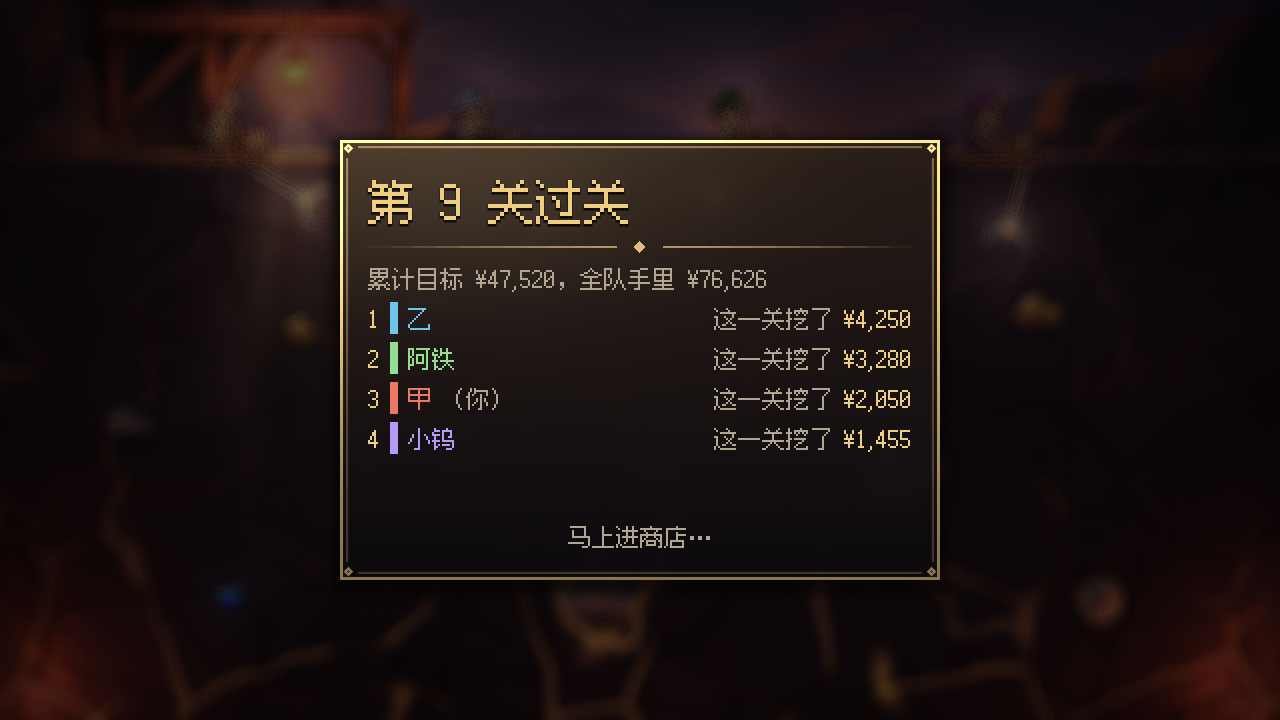 第 9 关过关
累计目标 ¥47,520，全队手里 ¥76,626
1 乙 这一关挖了 ¥4,250
2 阿铁 这一关挖了 ¥3,280
3 甲 （你） 这一关挖了 ¥2,050
4 小钨 这一关挖了 ¥1,455
马上进商店…